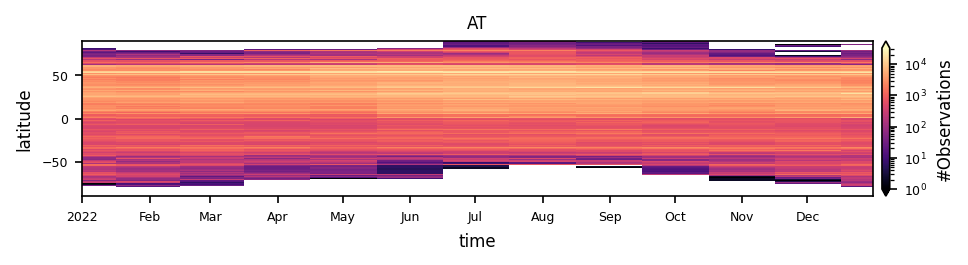 AT
latitude
50
0
−50
2022 Feb Mar Apr May Jun Jul Aug Sep Oct Nov Dec
time
10^4
10^3
10^2
10^1
10^0
#Observations